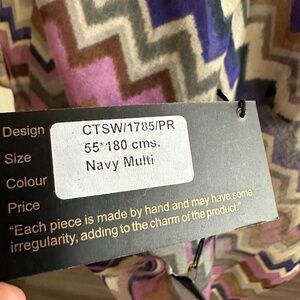 Design CTSW/1785/PR
Size 55*180 cms.
Colour Navy Multi
Price
"Each piece is made by hand and may have some
irregularity, adding to the charm of the product."